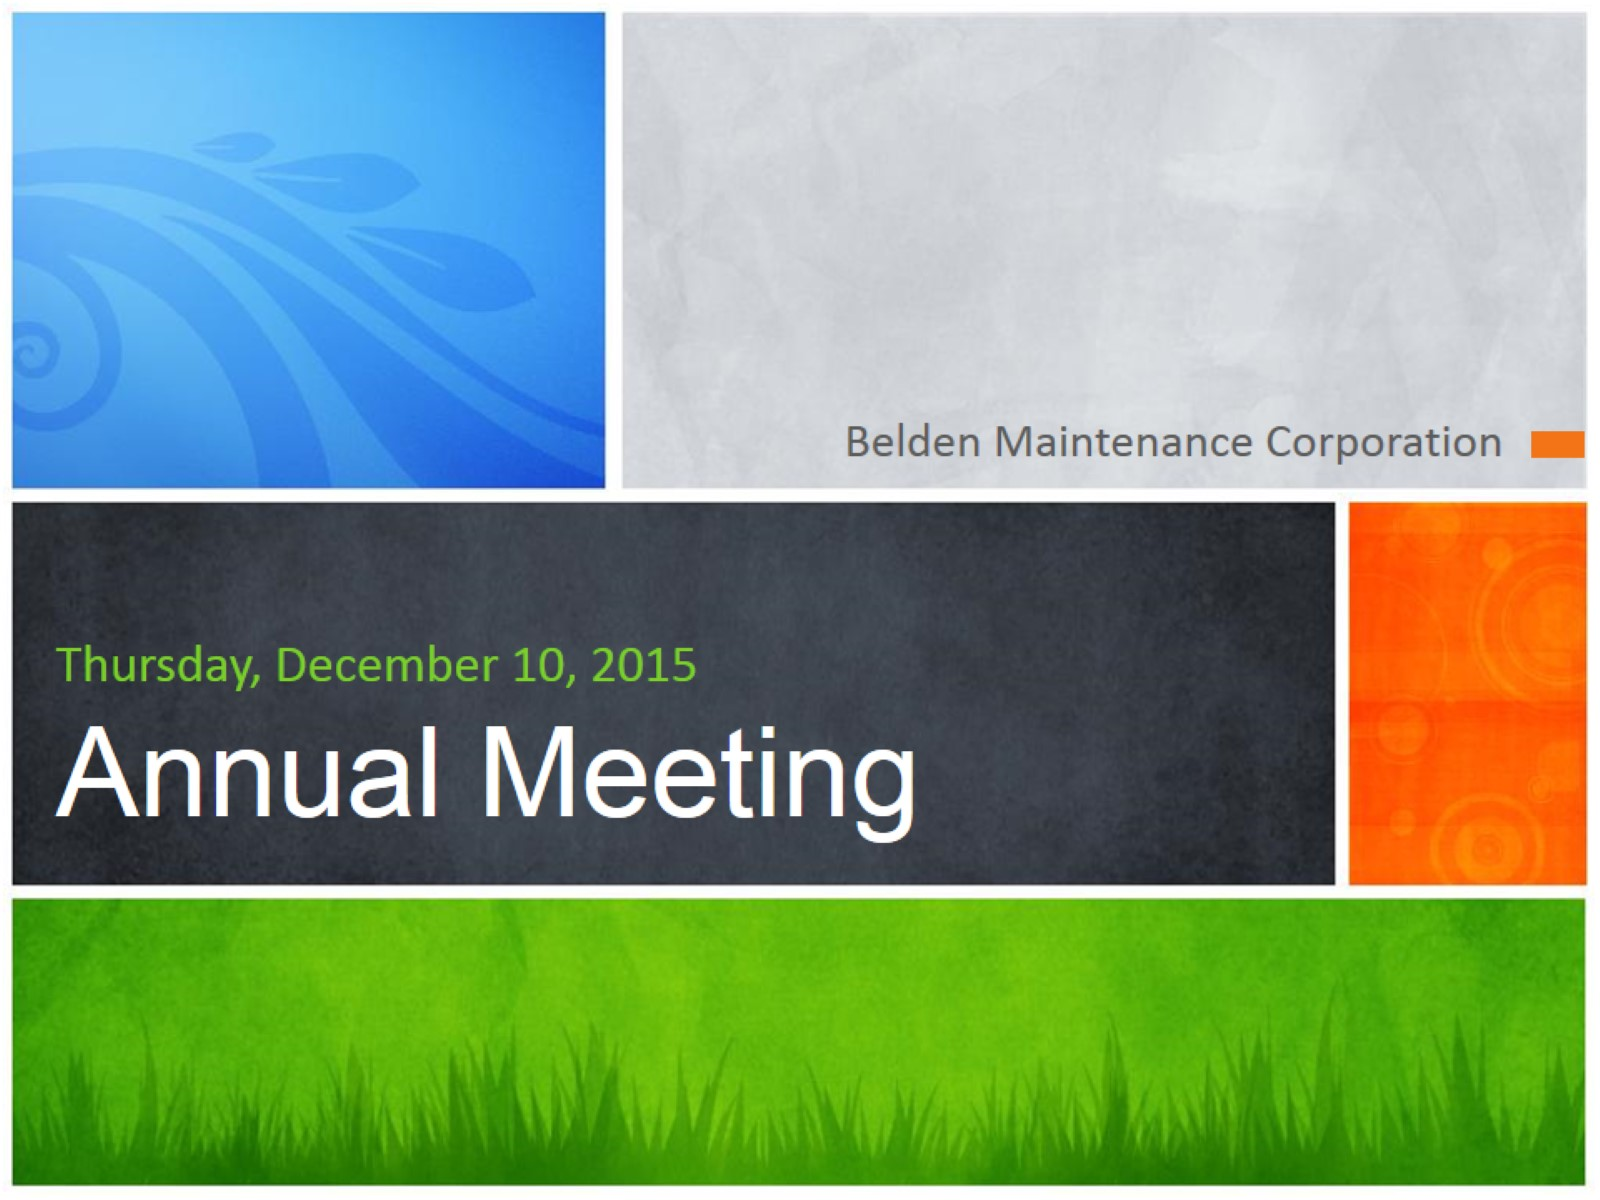 Belden Maintenance Corporation
Thursday, December 10, 2015
Annual Meeting